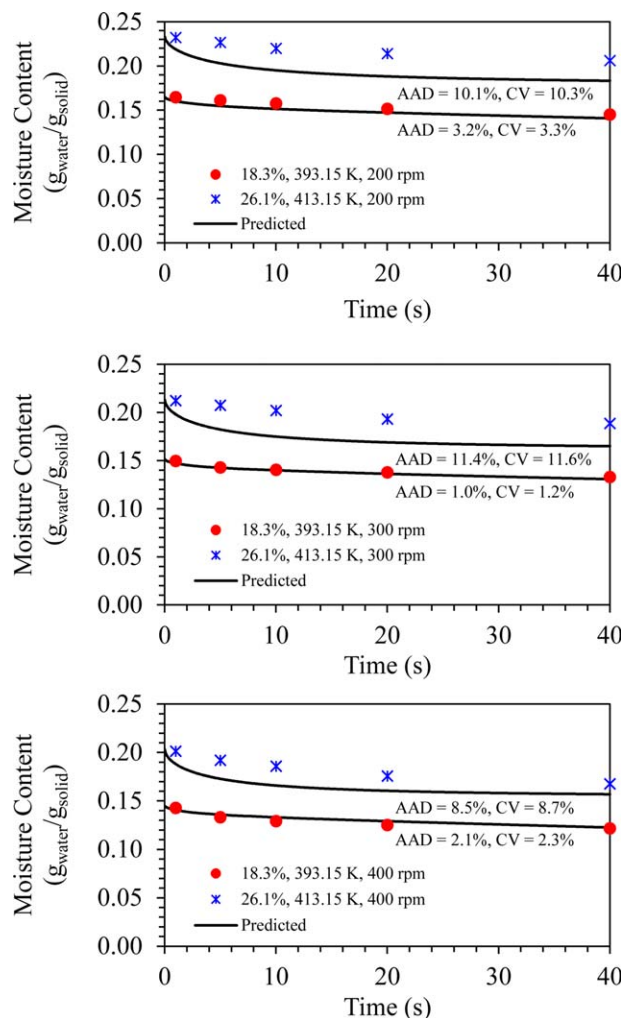 0.25
0.20
0.15
0.10
0.05
0.00
Moisture Content
(g_water/g_solid)
AAD = 10.1%, CV = 10.3%
AAD = 3.2%, CV = 3.3%
18.3%, 393.15 K, 200 rpm
26.1%, 413.15 K, 200 rpm
Predicted
0 10 20 30 40
Time (s)
0.25
0.20
0.15
0.10
0.05
0.00
Moisture Content
(g_water/g_solid)
AAD = 11.4%, CV = 11.6%
AAD = 1.0%, CV = 1.2%
18.3%, 393.15 K, 300 rpm
26.1%, 413.15 K, 300 rpm
Predicted
0 10 20 30 40
Time (s)
0.25
0.20
0.15
0.10
0.05
0.00
Moisture Content
(g_water/g_solid)
AAD = 8.5%, CV = 8.7%
AAD = 2.1%, CV = 2.3%
18.3%, 393.15 K, 400 rpm
26.1%, 413.15 K, 400 rpm
Predicted
0 10 20 30 40
Time (s)